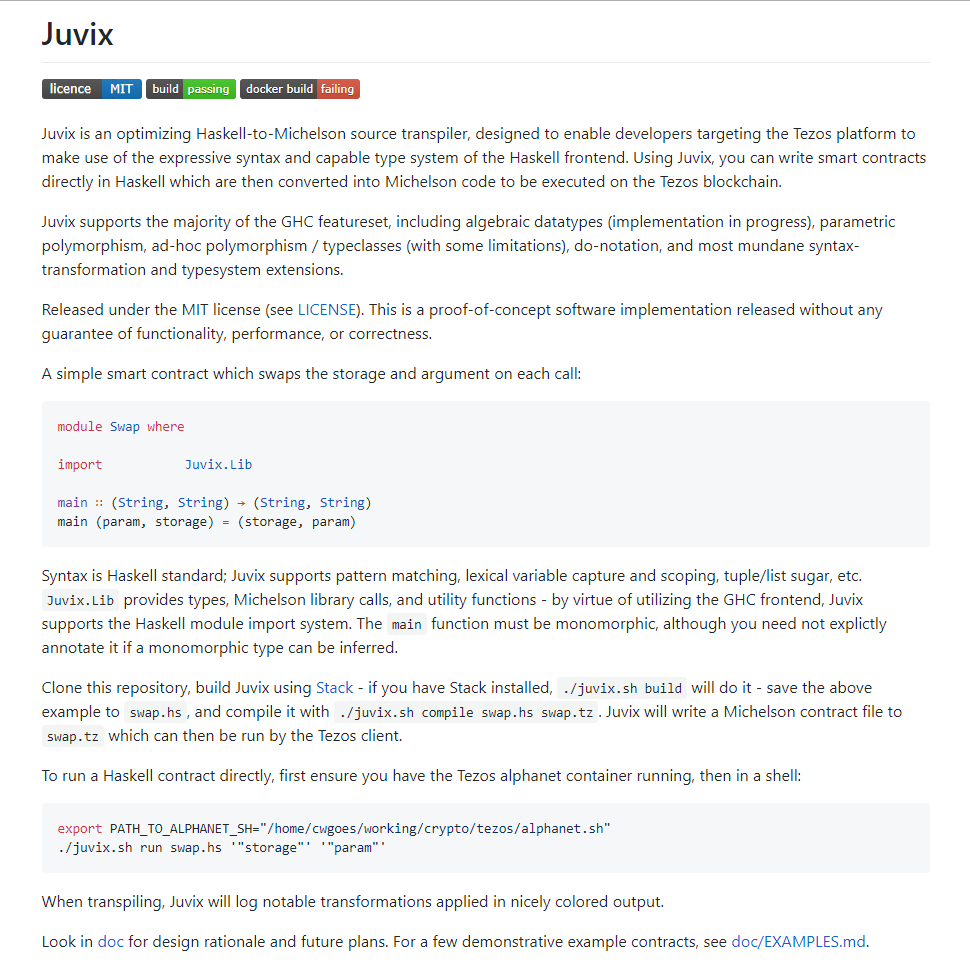 Juvix
licence MIT build passing docker build failing
Juvix is an optimizing Haskell-to-Michelson source transpiler, designed to enable developers targeting the Tezos platform to
make use of the expressive syntax and capable type system of the Haskell frontend. Using Juvix, you can write smart contracts
directly in Haskell which are then converted into Michelson code to be executed on the Tezos blockchain.
Juvix supports the majority of the GHC featureset, including algebraic datatypes (implementation in progress), parametric
polymorphism, ad-hoc polymorphism / typeclasses (with some limitations), do-notation, and most mundane syntax-
transformation and typesystem extensions.
Released under the MIT license (see LICENSE). This is a proof-of-concept software implementation released without any
guarantee of functionality, performance, or correctness.
A simple smart contract which swaps the storage and argument on each call:
module Swap where
import           Juvix.Lib
main ∷ (String, String) → (String, String)
main (param, storage) = (storage, param)
Syntax is Haskell standard; Juvix supports pattern matching, lexical variable capture and scoping, tuple/list sugar, etc.
Juvix.Lib provides types, Michelson library calls, and utility functions - by virtue of utilizing the GHC frontend, Juvix
supports the Haskell module import system. The main function must be monomorphic, although you need not explictly
annotate it if a monomorphic type can be inferred.
Clone this repository, build Juvix using Stack - if you have Stack installed, ./juvix.sh build will do it - save the above
example to swap.hs , and compile it with ./juvix.sh compile swap.hs swap.tz . Juvix will write a Michelson contract file to
swap.tz which can then be run by the Tezos client.
To run a Haskell contract directly, first ensure you have the Tezos alphanet container running, then in a shell:
export PATH_TO_ALPHANET_SH="/home/cwgoes/working/crypto/tezos/alphanet.sh"
./juvix.sh run swap.hs '"storage"' '"param"'
When transpiling, Juvix will log notable transformations applied in nicely colored output.
Look in doc for design rationale and future plans. For a few demonstrative example contracts, see doc/EXAMPLES.md.